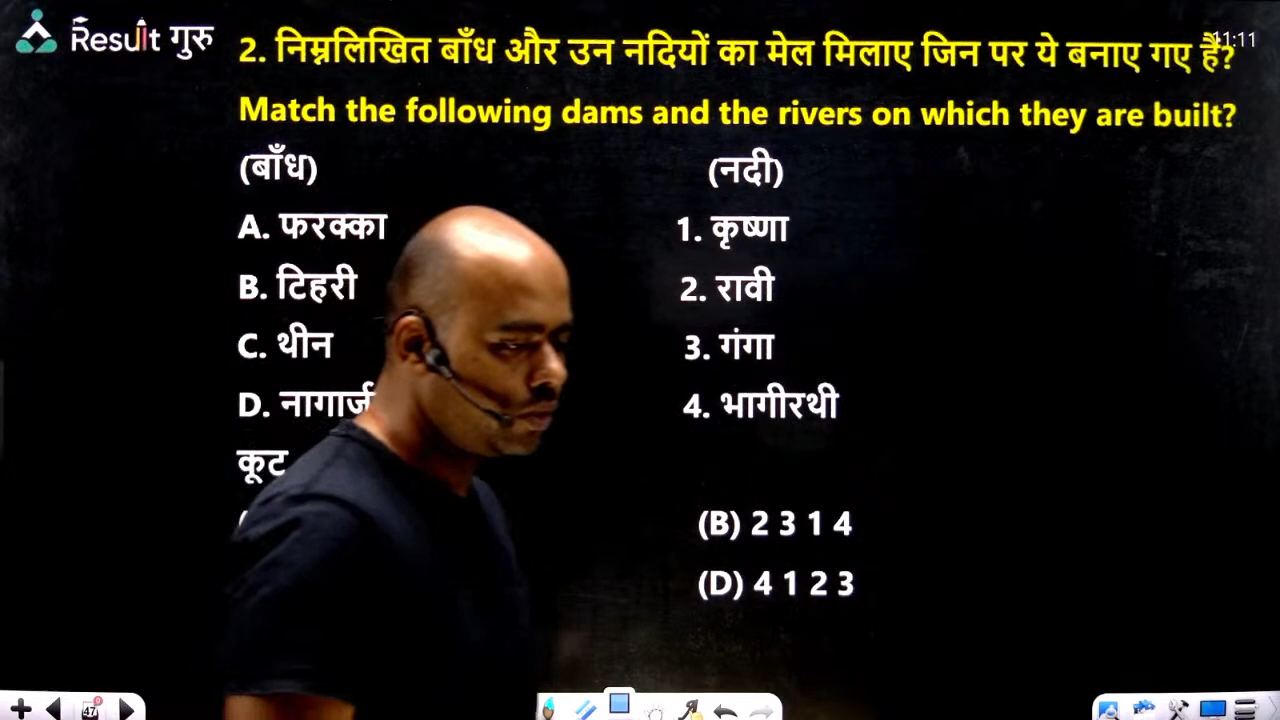 Result गुरु
11:11
2. निम्नलिखित बाँध और उन नदियों का मेल मिलाए जिन पर ये बनाए गए हैं?
Match the following dams and the rivers on which they are built?
(बाँध) (नदी)
A. फरक्का 1. कृष्णा
B. टिहरी 2. रावी
C. थीन 3. गंगा
D. नागार्ज 4. भागीरथी
कूट
(B) 2 3 1 4
(D) 4 1 2 3
47